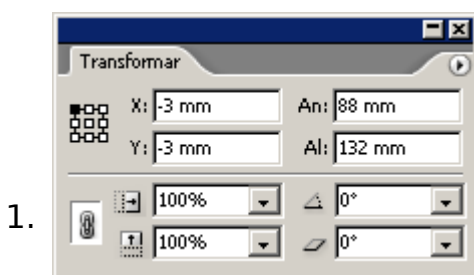 Transformar
X: -3 mm An: 88 mm
Y: -3 mm Al: 132 mm
1. 100% 0°
100% 0°